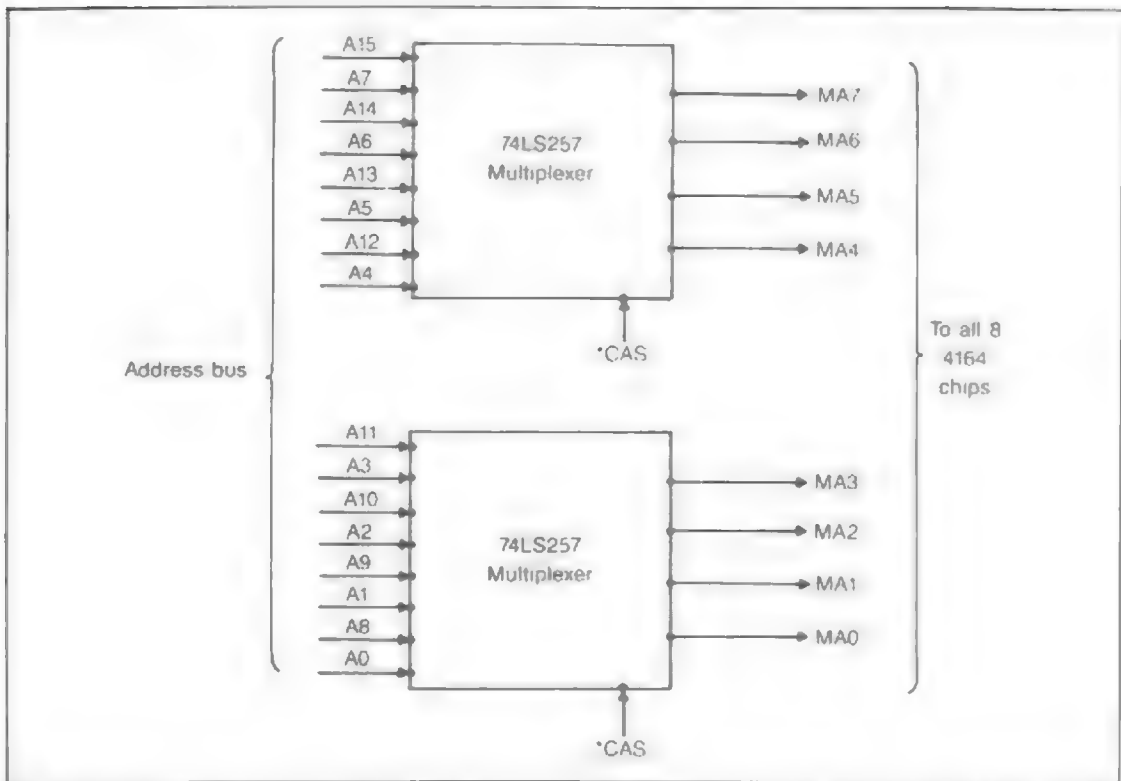 A15
A7
A14
A6
A13
A5
A12
A4
74LS257
Multiplexer
MA7
MA6
MA5
MA4
*CAS
Address bus
To all 8
4164
chips
A11
A3
A10
A2
A9
A1
A8
A0
74LS257
Multiplexer
MA3
MA2
MA1
MA0
*CAS